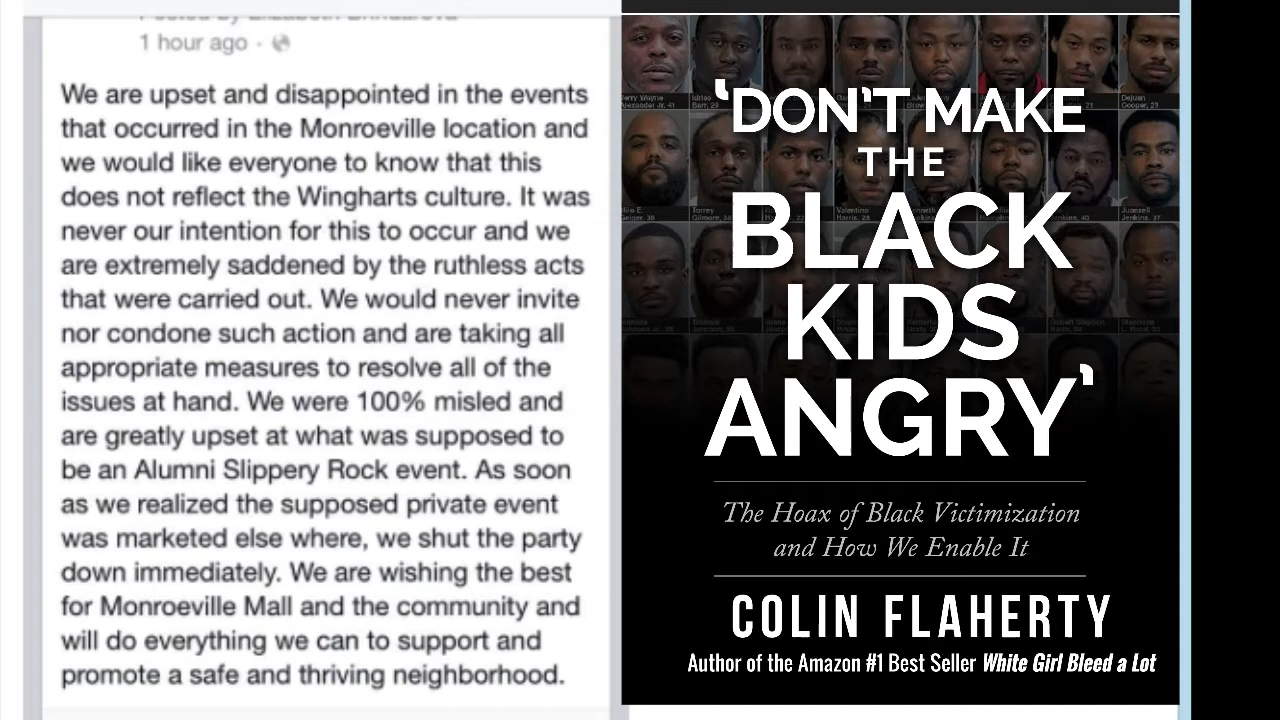 1 hour ago ·
We are upset and disappointed in the events
that occurred in the Monroeville location and
we would like everyone to know that this
does not reflect the Wingharts culture. It was
never our intention for this to occur and we
are extremely saddened by the ruthless acts
that were carried out. We would never invite
nor condone such action and are taking all
appropriate measures to resolve all of the
issues at hand. We were 100% misled and
are greatly upset at what was supposed to
be an Alumni Slippery Rock event. As soon
as we realized the supposed private event
was marketed else where, we shut the party
down immediately. We are wishing the best
for Monroeville Mall and the community and
will do everything we can to support and
promote a safe and thriving neighborhood.
‘DON’T MAKE
THE
BLACK
KIDS
ANGRY’
The Hoax of Black Victimization
and How We Enable It
COLIN FLAHERTY
Author of the Amazon #1 Best Seller White Girl Bleed a Lot